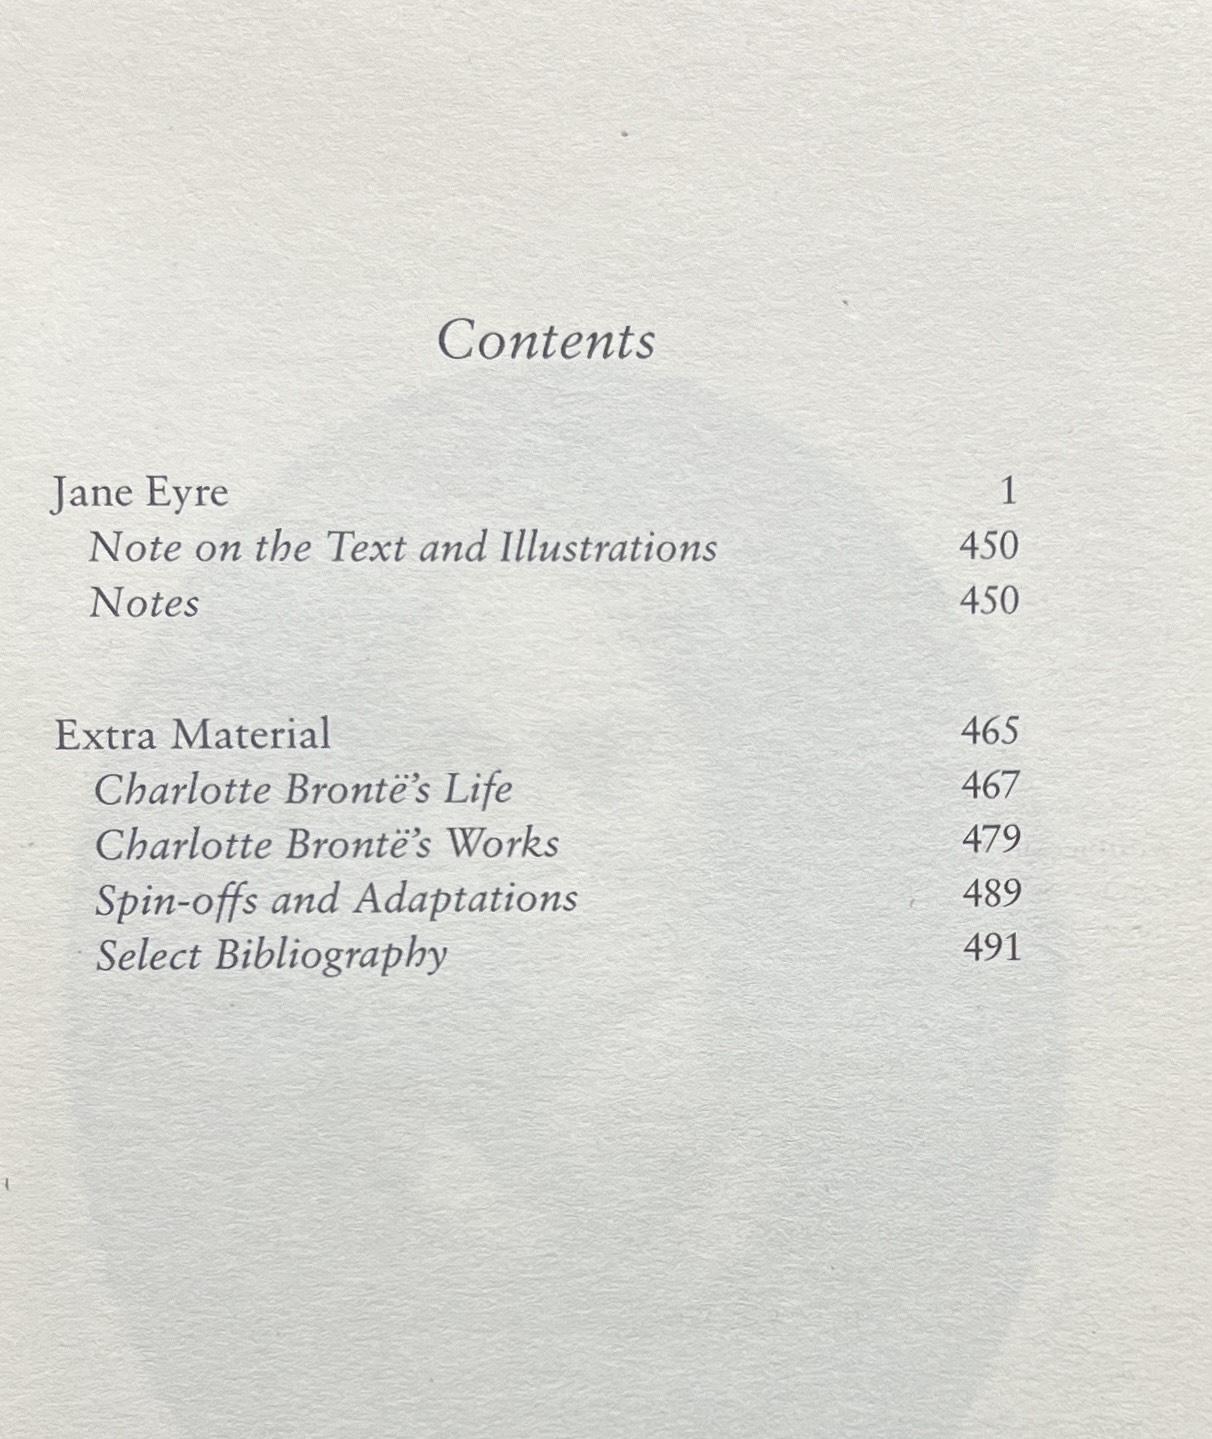 Contents
Jane Eyre 1
Note on the Text and Illustrations 450
Notes 450
Extra Material 465
Charlotte Brontë’s Life 467
Charlotte Brontë’s Works 479
Spin-offs and Adaptations 489
Select Bibliography 491